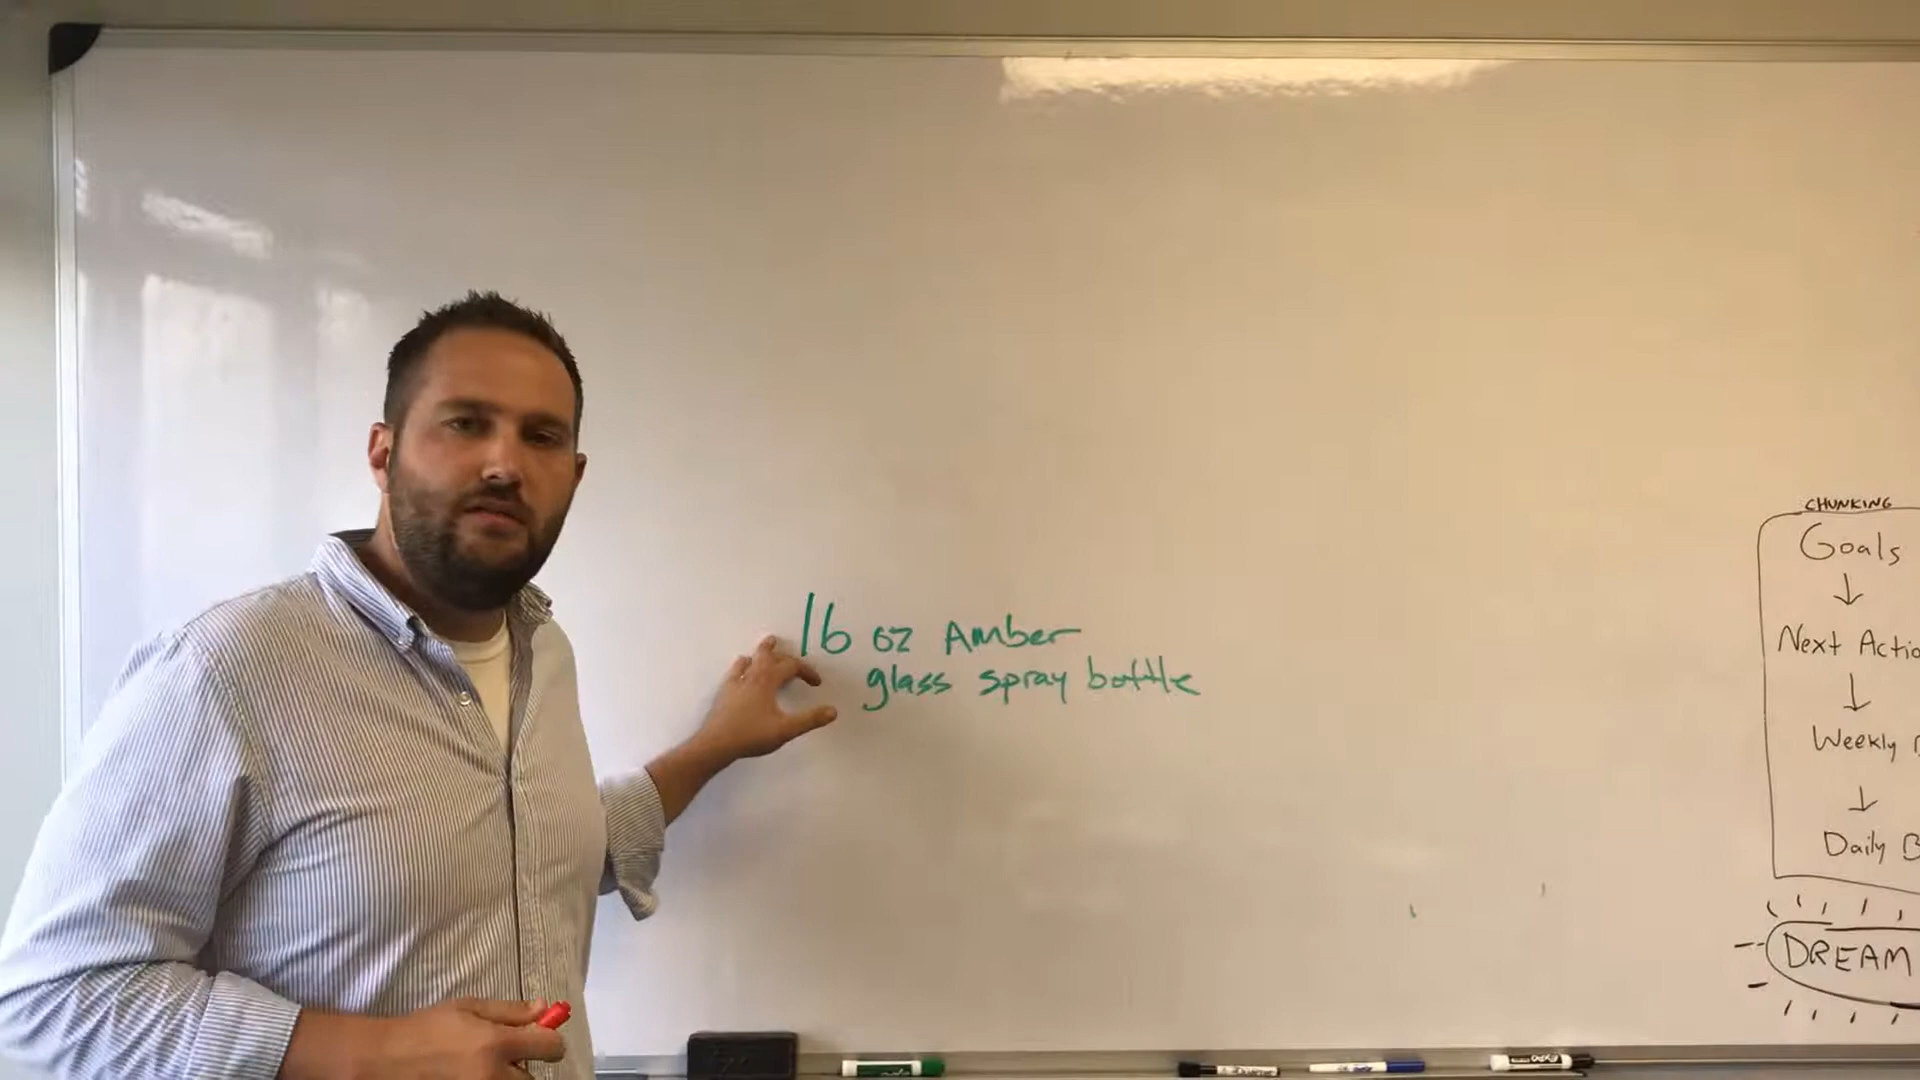 16 oz Amber
glass spray bottle
CHUNKING
Goals
Next Actio
Weekly
Daily B
DREAM